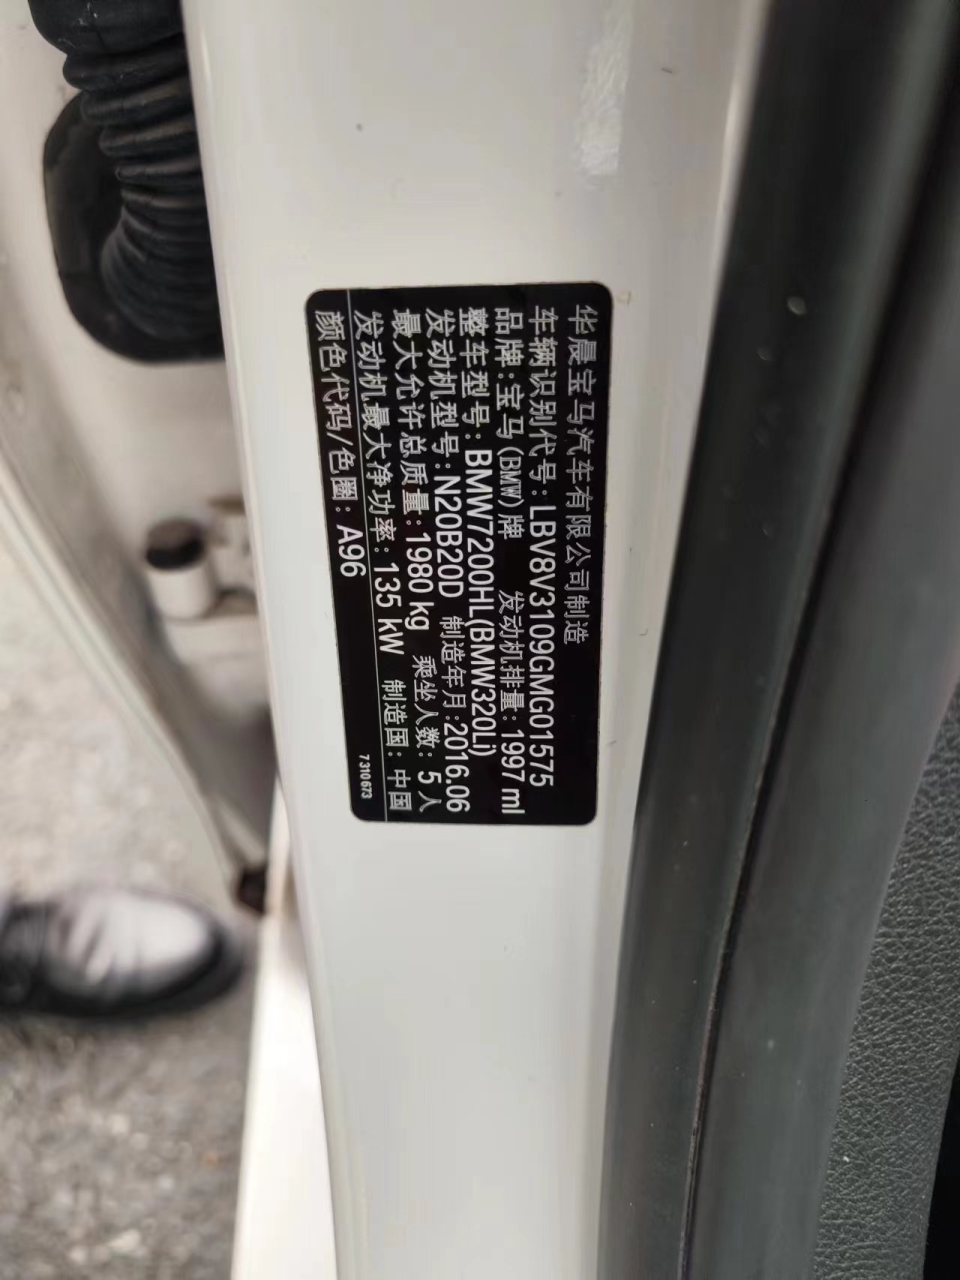 华晨宝马汽车有限公司制造
车辆识别代号: LBV8V3109GMG01575
品牌:宝马(BMW)牌 发动机排量: 1997 ml
整车型号: BMW7200HL(BMW320Li)
发动机型号:N20B20D 制造年月:2016.06
最大允许总质量:1980 kg 乘坐人数: 5 人
发动机最大净功率: 135 kW 制造国: 中国
颜色代码/色圈: A96 7310673